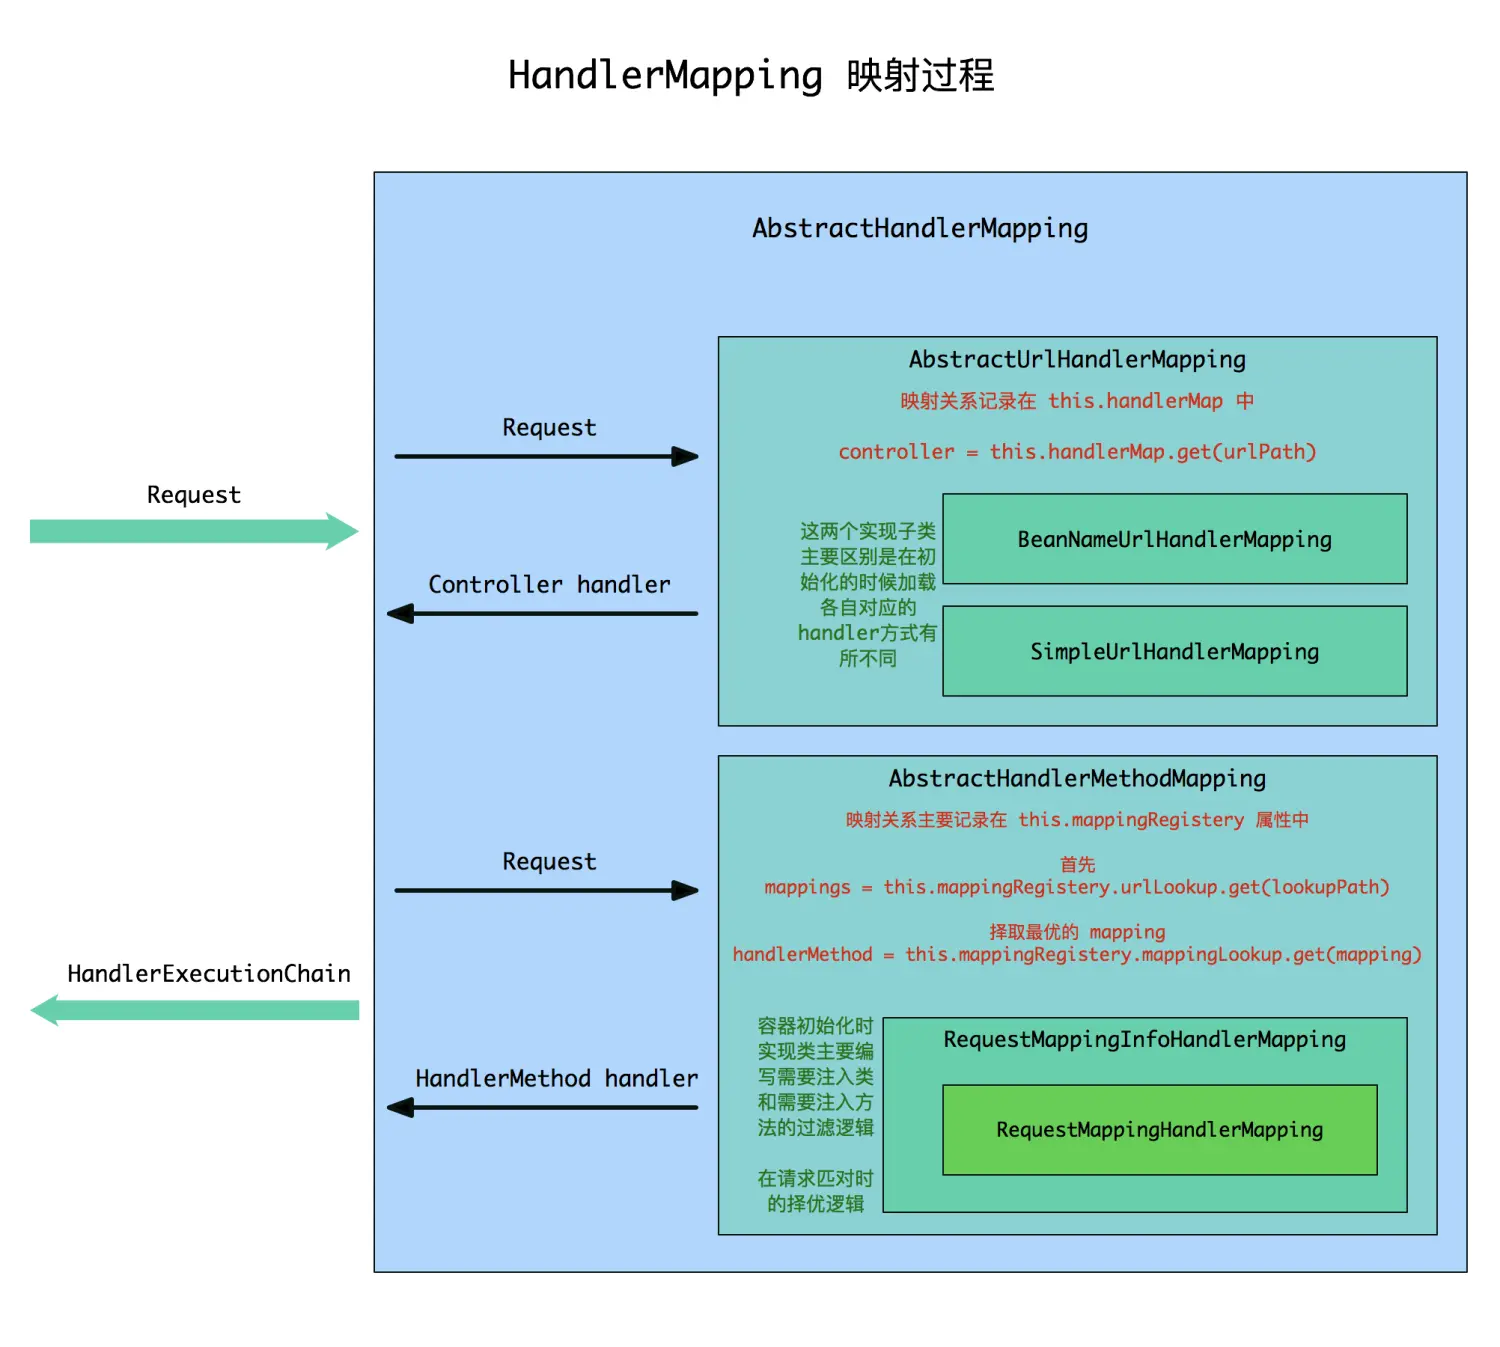 HandlerMapping 映射过程
AbstractHandlerMapping
Request
HandlerExecutionChain
Request
Controller handler
AbstractUrlHandlerMapping
映射关系记录在 this.handlerMap 中
controller = this.handlerMap.get(urlPath)
这两个实现子类
主要区别是在初
始化的时候加载
各自对应的
handler方式有
所不同
BeanNameUrlHandlerMapping
SimpleUrlHandlerMapping
Request
HandlerMethod handler
AbstractHandlerMethodMapping
映射关系主要记录在 this.mappingRegistery 属性中
首先
mappings = this.mappingRegistery.urlLookup.get(lookupPath)
择取最优的 mapping
handlerMethod = this.mappingRegistery.mappingLookup.get(mapping)
容器初始化时
实现类主要编
写需要注入类
和需要注入方
法的过滤逻辑
在请求匹对时
的择优逻辑
RequestMappingInfoHandlerMapping
RequestMappingHandlerMapping